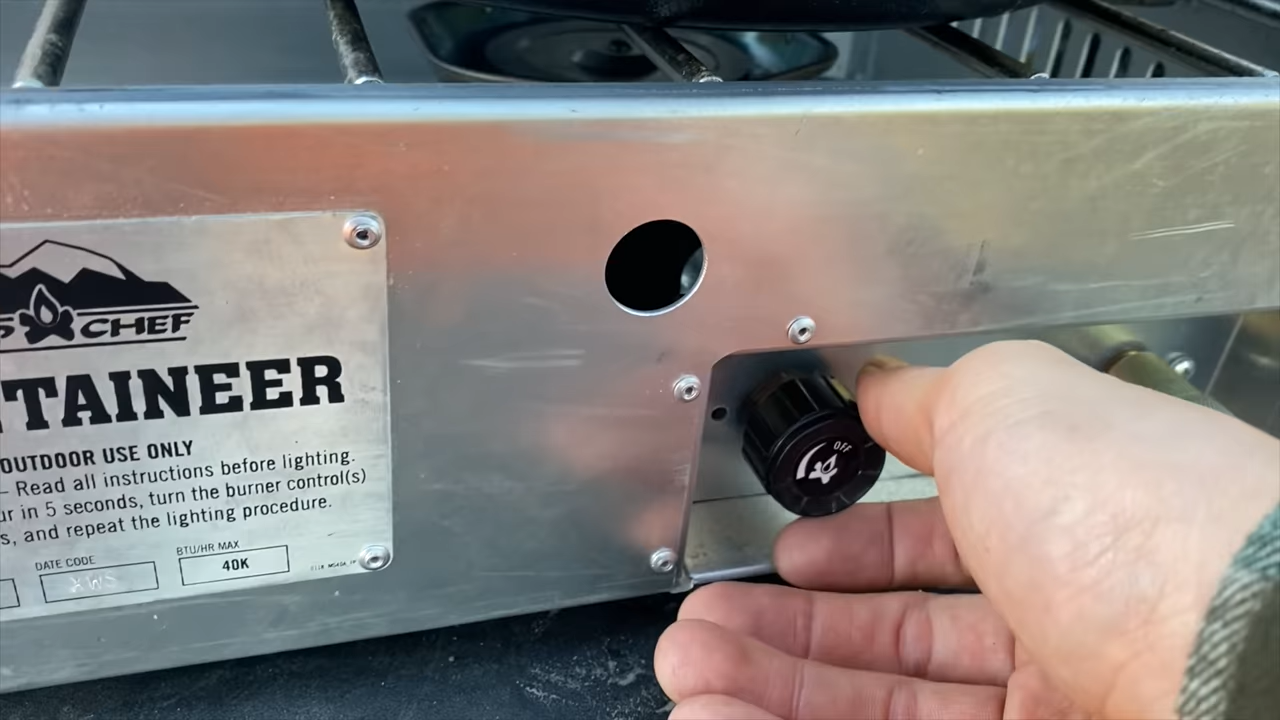 CHEF
TAINEER
OUTDOOR USE ONLY
– Read all instructions before lighting.
ur in 5 seconds, turn the burner control(s)
s, and repeat the lighting procedure.
DATE CODE
BTU/HR MAX
40K
OFF